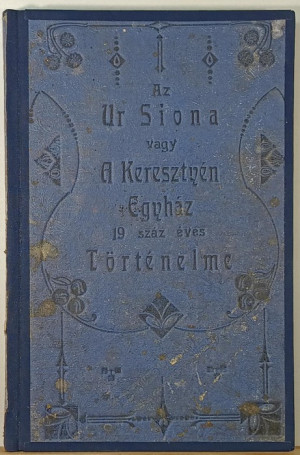 Az
Ur Siona
vagy
A Keresztyén
Egyház
19 száz éves
Történelme